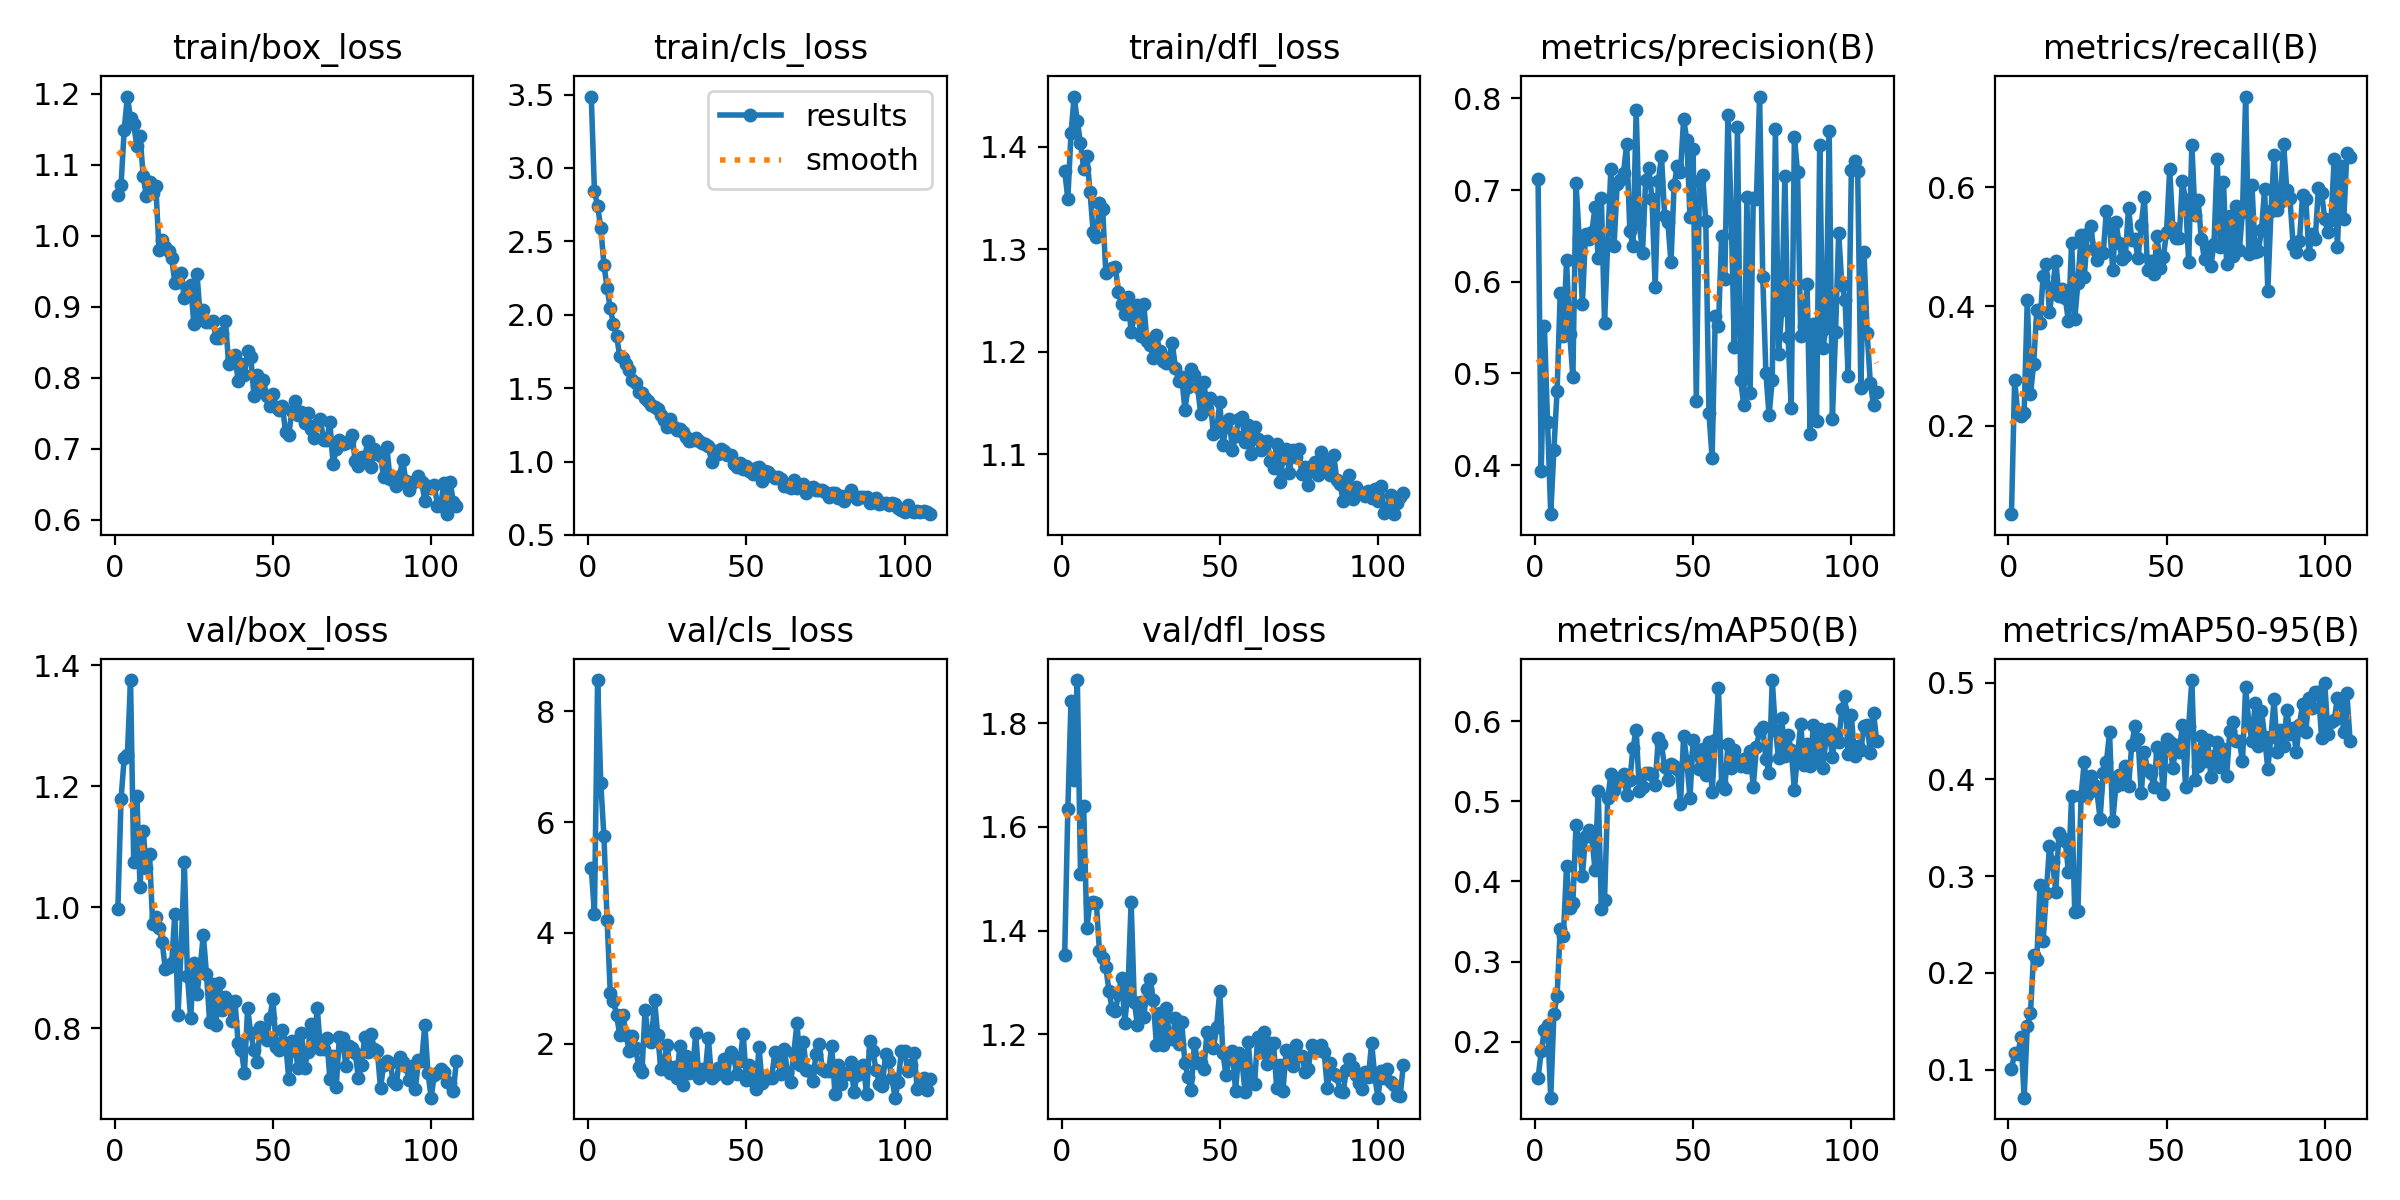 train/box_loss
1.2
1.1
1.0
0.9
0.8
0.7
0.6
0 50 100
train/cls_loss
results
smooth
3.5
3.0
2.5
2.0
1.5
1.0
0.5
0 50 100
train/dfl_loss
1.4
1.3
1.2
1.1
0 50 100
metrics/precision(B)
0.8
0.7
0.6
0.5
0.4
0 50 100
metrics/recall(B)
0.6
0.4
0.2
0 50 100
val/box_loss
1.4
1.2
1.0
0.8
0 50 100
val/cls_loss
8
6
4
2
0 50 100
val/dfl_loss
1.8
1.6
1.4
1.2
0 50 100
metrics/mAP50(B)
0.6
0.5
0.4
0.3
0.2
0 50 100
metrics/mAP50-95(B)
0.5
0.4
0.3
0.2
0.1
0 50 100